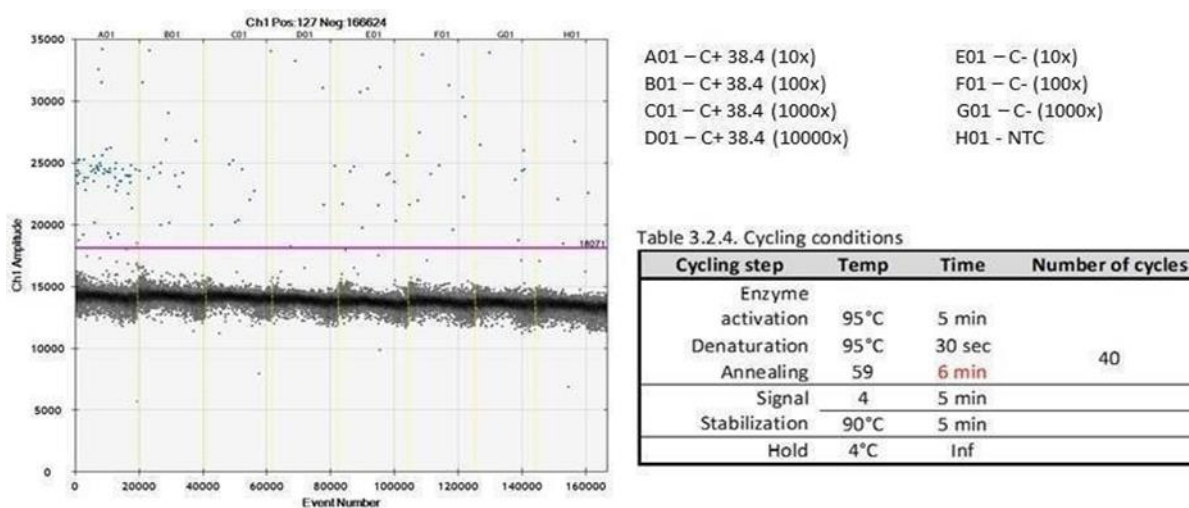 Ch1 Pos:127 Neg:166624
A01 B01 C01 D01 E01 F01 G01 H01
35000
30000
25000
20000
15000
10000
5000
0
18071
Ch1 Amplitude
0 20000 40000 60000 80000 100000 120000 140000 160000
Event Number
A01 – C+ 38.4 (10x)
B01 – C+ 38.4 (100x)
C01 – C+ 38.4 (1000x)
D01 – C+ 38.4 (10000x)
E01 – C- (10x)
F01 – C- (100x)
G01 – C- (1000x)
H01 - NTC
Table 3.2.4. Cycling conditions
Cycling step Temp Time Number of cycles
Enzyme
activation 95°C 5 min
Denaturation 95°C 30 sec
40
Annealing 59 6 min
Signal 4 5 min
Stabilization 90°C 5 min
Hold 4°C Inf